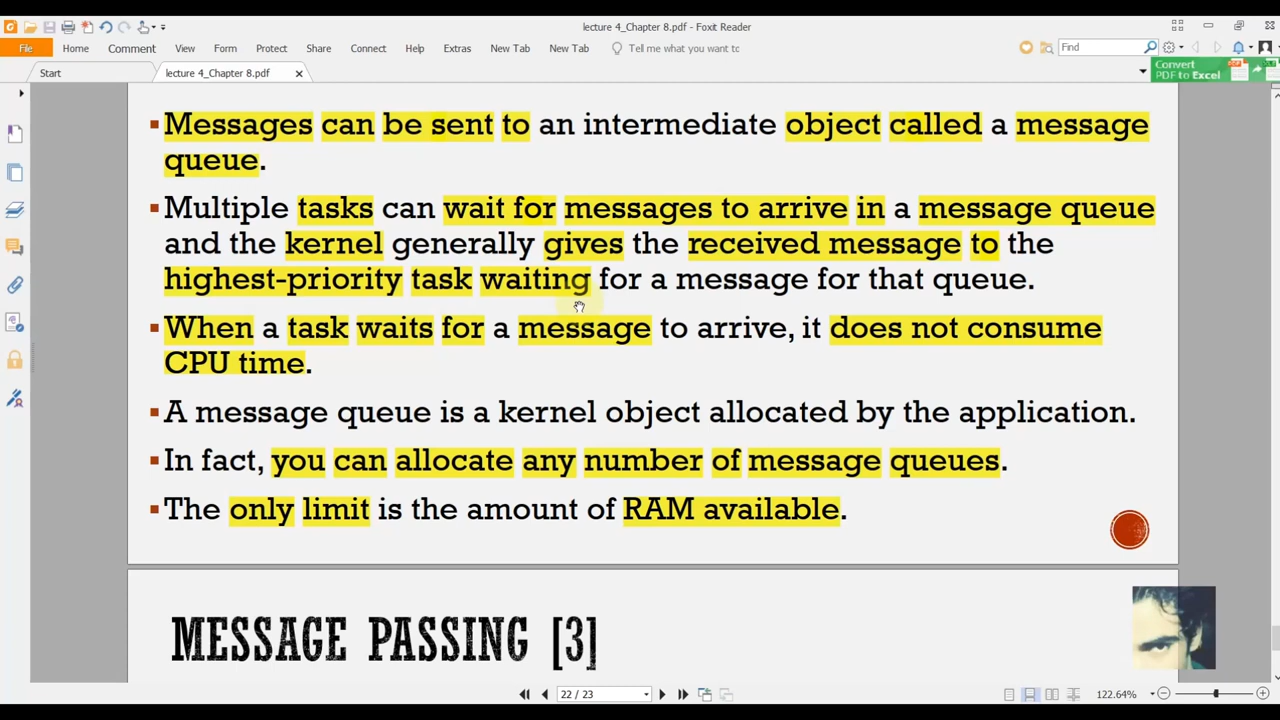 lecture 4_Chapter 8.pdf - Foxit Reader
File Home Comment View Form Protect Share Connect Help Extras New Tab New Tab Tell me what you want tc Find
Start lecture 4_Chapter 8.pdf
Convert
PDF to Excel
Messages can be sent to an intermediate object called a message
queue.
Multiple tasks can wait for messages to arrive in a message queue
and the kernel generally gives the received message to the
highest-priority task waiting for a message for that queue.
When a task waits for a message to arrive, it does not consume
CPU time.
A message queue is a kernel object allocated by the application.
In fact, you can allocate any number of message queues.
The only limit is the amount of RAM available.
MESSAGE PASSING [3]
22 / 23 122.64%